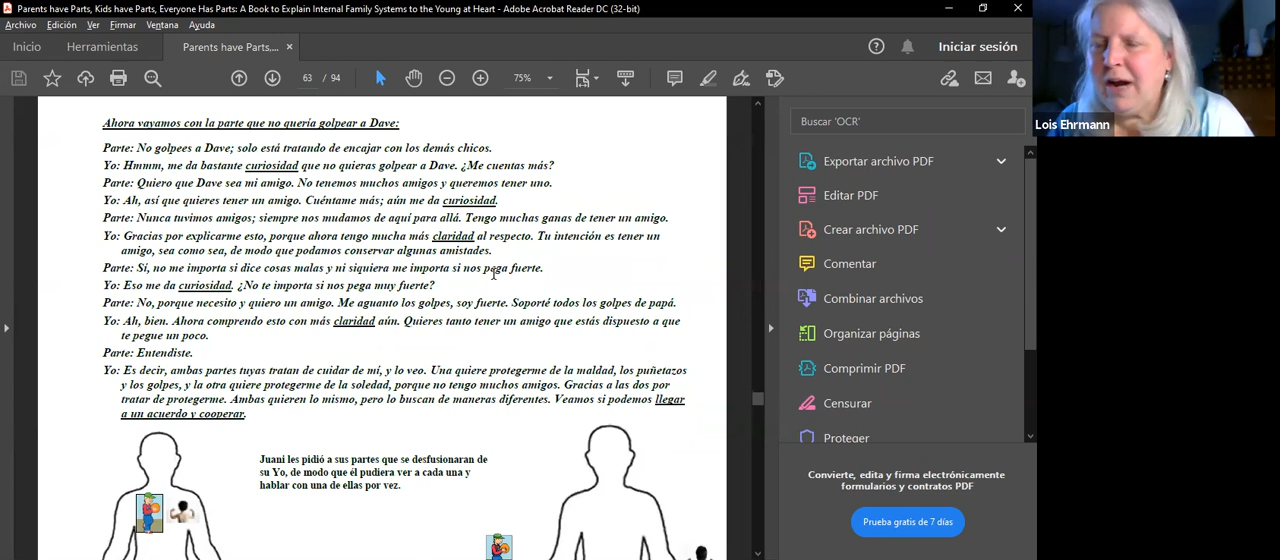 Parents have Parts, Kids have Parts, Everyone Has Parts: A Book to Explain Internal Family Systems to the Young at Heart - Adobe Acrobat Reader DC (32-bit)
Archivo Edición Ver Firmar Ventana Ayuda
Inicio Herramientas Parents have Parts,... × Iniciar sesión
63 / 94 75%
Lois Ehrmann
Ahora vayamos con la parte que no quería golpear a Dave:
Parte: No golpees a Dave; solo está tratando de encajar con los demás chicos.
Yo: Hmmm, me da bastante curiosidad que no quieras golpear a Dave. ¿Me cuentas más?
Parte: Quiero que Dave sea mi amigo. No tenemos muchos amigos y queremos tener uno.
Yo: Ah, así que quieres tener un amigo. Cuéntame más; aún me da curiosidad.
Parte: Nunca tuvimos amigos; siempre nos mudamos de aquí para allá. Tengo muchas ganas de tener un amigo.
Yo: Gracias por explicarme esto, porque ahora tengo mucha más claridad al respecto. Tu intención es tener un
amigo, sea como sea, de modo que podamos conservar algunas amistades.
Parte: Sí, no me importa si dice cosas malas y ni siquiera me importa si nos pega fuerte.
Yo: Eso me da curiosidad. ¿No te importa si nos pega muy fuerte?
Parte: No, porque necesito y quiero un amigo. Me aguanto los golpes, soy fuerte. Soporté todos los golpes de papá.
Yo: Ah, bien. Ahora comprendo esto con más claridad aún. Quieres tanto tener un amigo que estás dispuesto a que
te pegue un poco.
Parte: Entendiste.
Yo: Es decir, ambas partes tuyas tratan de cuidar de mí, y lo veo. Una quiere protegerme de la maldad, los puñetazos
y los golpes, y la otra quiere protegerme de la soledad, porque no tengo muchos amigos. Gracias a las dos por
tratar de protegerme. Ambas quieren lo mismo, pero lo buscan de maneras diferentes. Veamos si podemos llegar
a un acuerdo y cooperar.
Juani les pidió a sus partes que se desfusionaran de
su Yo, de modo que él pudiera ver a cada una y
hablar con una de ellas por vez.
Buscar 'OCR'
Exportar archivo PDF
Editar PDF
Crear archivo PDF
Comentar
Combinar archivos
Organizar páginas
Comprimir PDF
Censurar
Proteger
Convierte, edita y firma electrónicamente
formularios y contratos PDF
Prueba gratis de 7 días